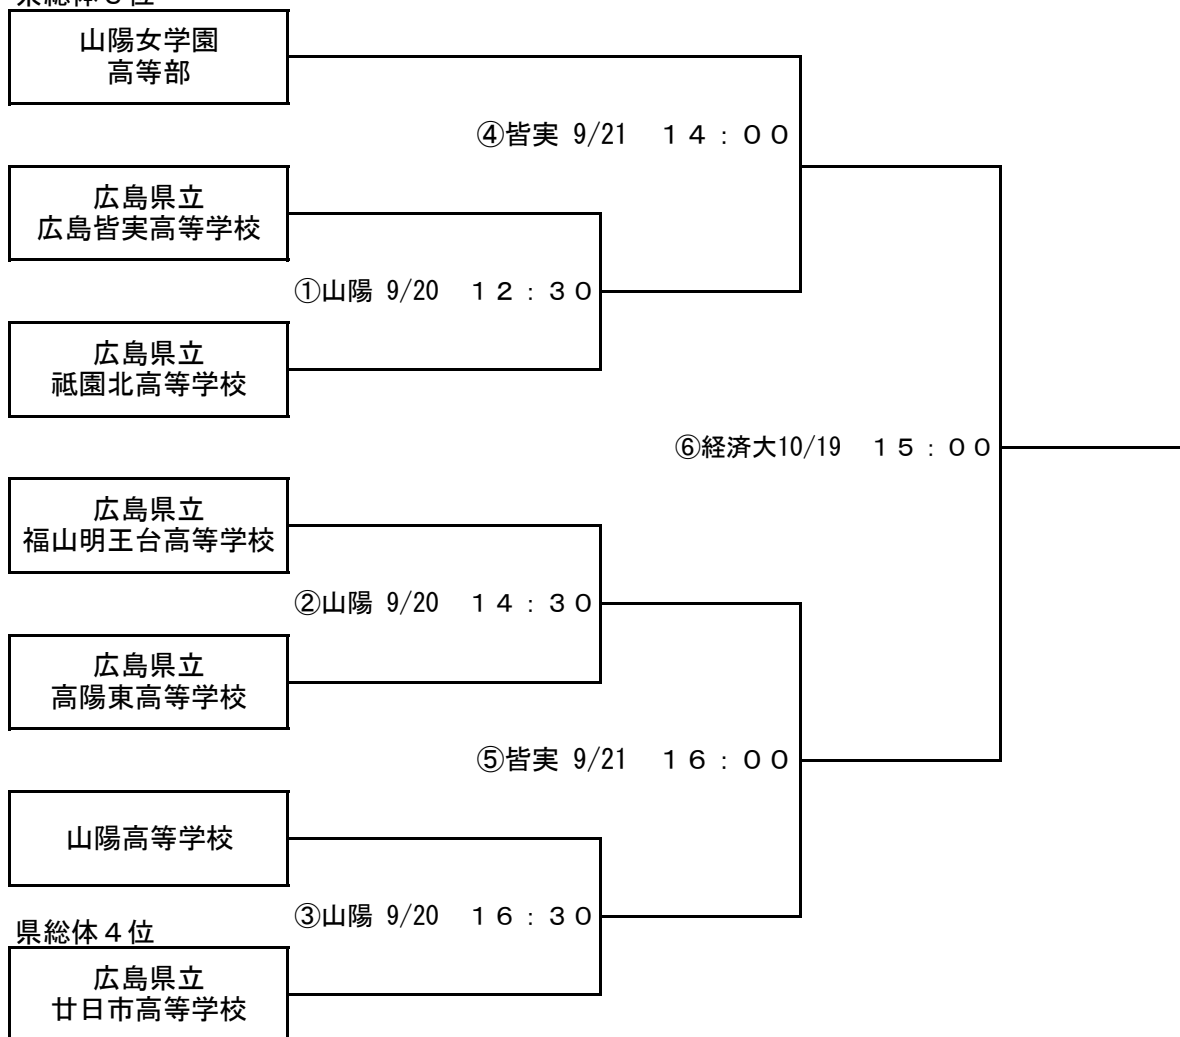 山陽女学園
高等部
④皆実 9/21　１４：００
広島県立
広島皆実高等学校
①山陽 9/20　１２：３０
広島県立
祗園北高等学校
⑥経済大10/19　１５：００
広島県立
福山明王台高等学校
②山陽 9/20　１４：３０
広島県立
高陽東高等学校
⑤皆実 9/21　１６：００
山陽高等学校
③山陽 9/20　１６：３０
県総体４位
広島県立
廿日市高等学校